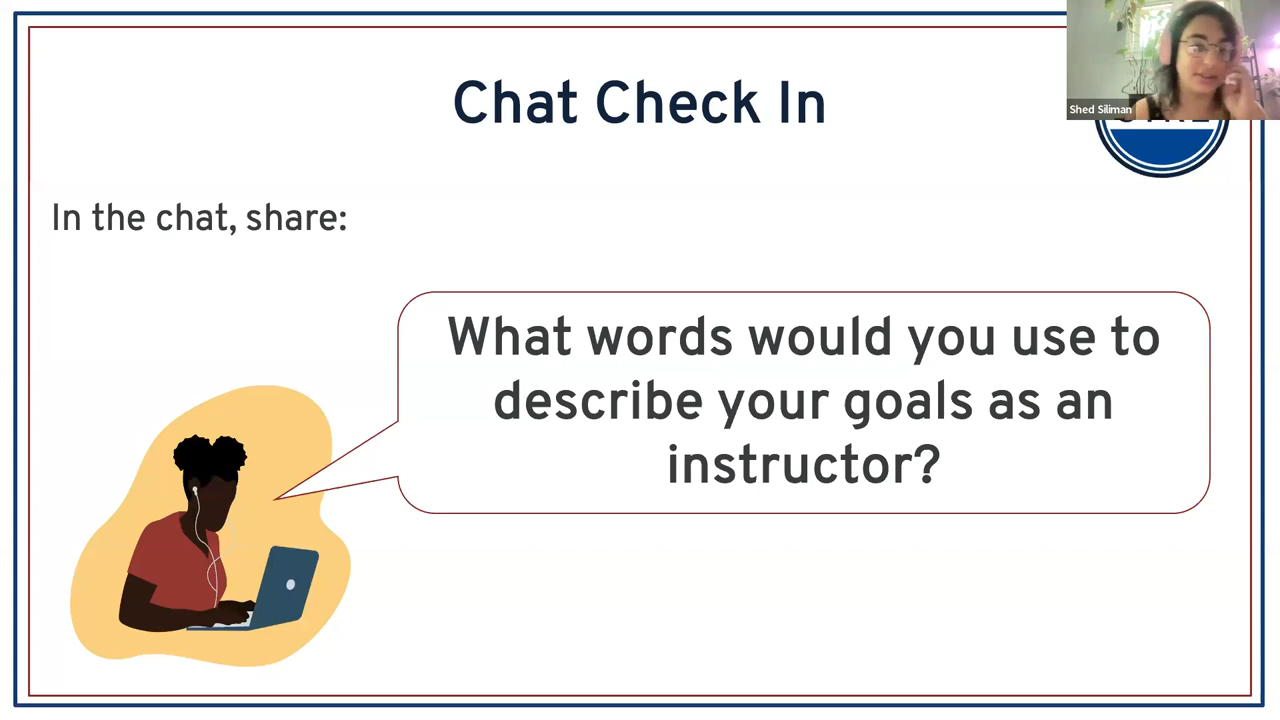 Chat Check In
Shed Siliman
In the chat, share:
What words would you use to
describe your goals as an
instructor?